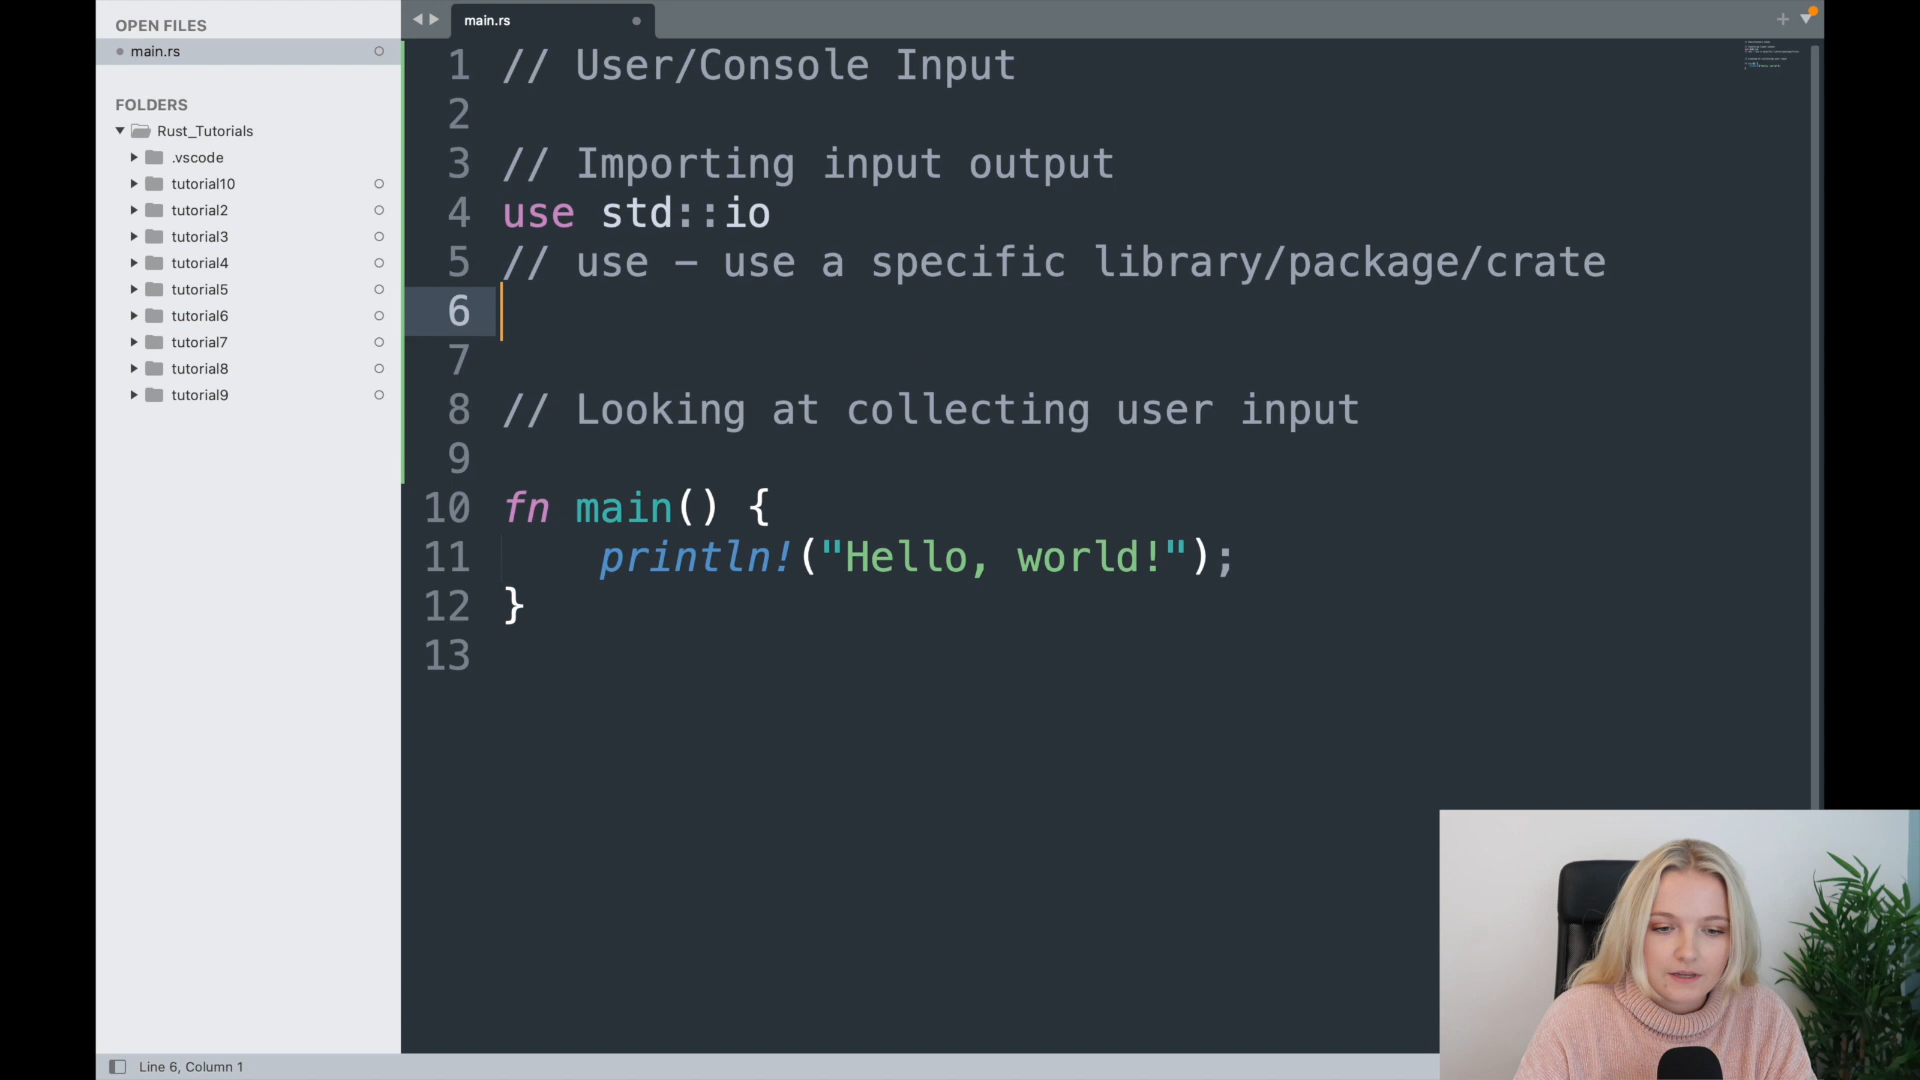 OPEN FILES
main.rs
FOLDERS
Rust_Tutorials
.vscode
tutorial10
tutorial2
tutorial3
tutorial4
tutorial5
tutorial6
tutorial7
tutorial8
tutorial9
main.rs
1 // User/Console Input
2
3 // Importing input output
4 use std::io
5 // use – use a specific library/package/crate
6
7
8 // Looking at collecting user input
9
10 fn main() {
11 println!("Hello, world!");
12 }
13
Line 6, Column 1